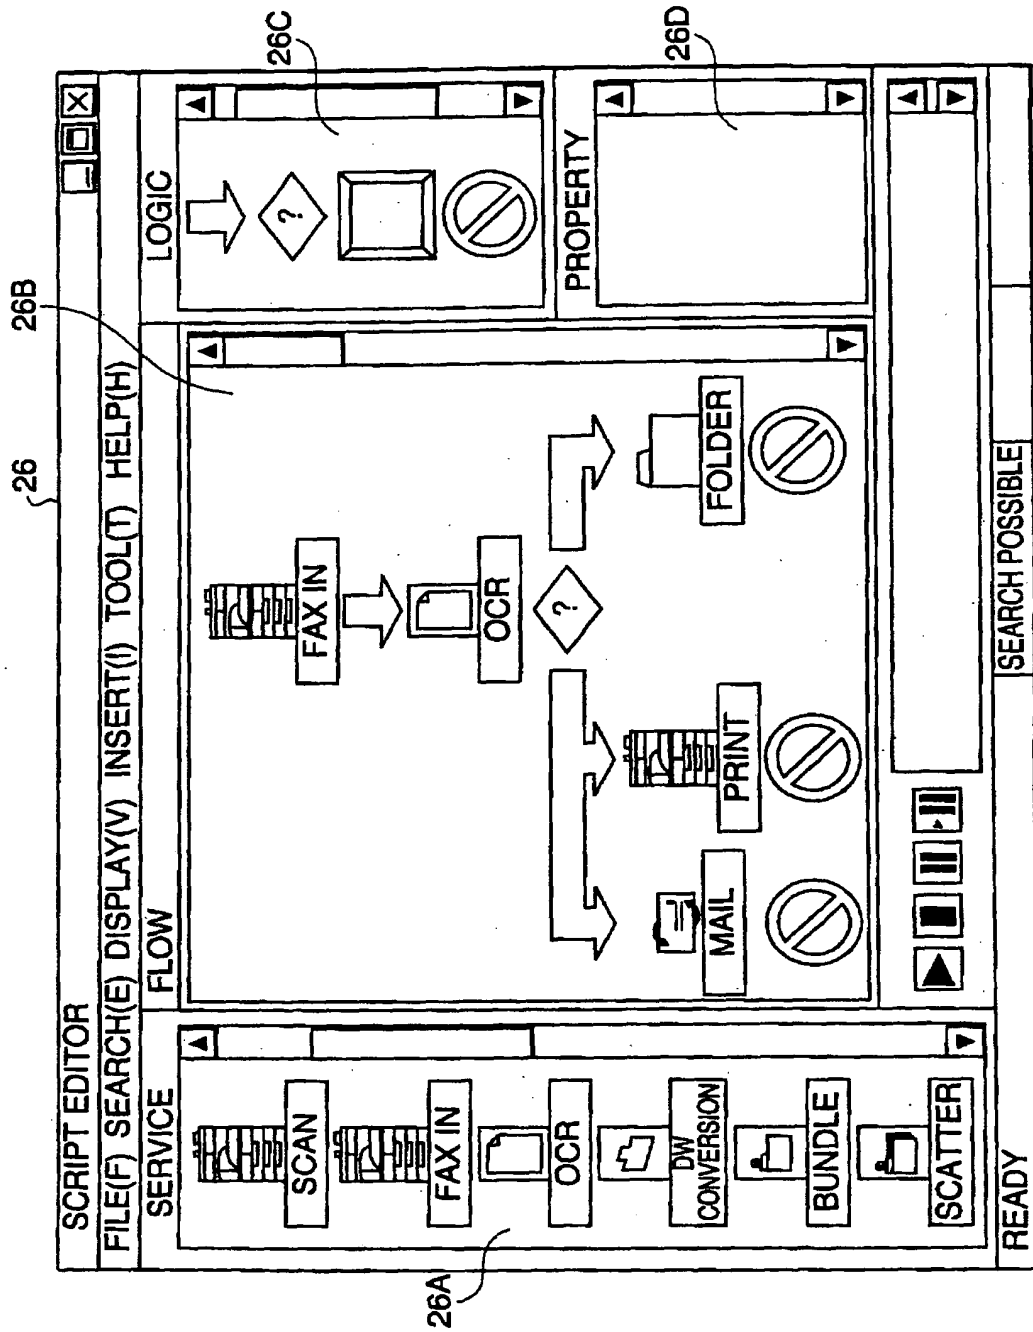 26
SCRIPT EDITOR
FILE(F) SEARCH(E) DISPLAY(V) INSERT(I) TOOL(T) HELP(H)
SERVICE
SCAN
FAX IN
OCR
DW
CONVERSION
BUNDLE
SCATTER
26A
FLOW
26B
FAX IN
OCR
?
MAIL
PRINT
FOLDER
LOGIC
?
26C
PROPERTY
26D
READY
SEARCH POSSIBLE